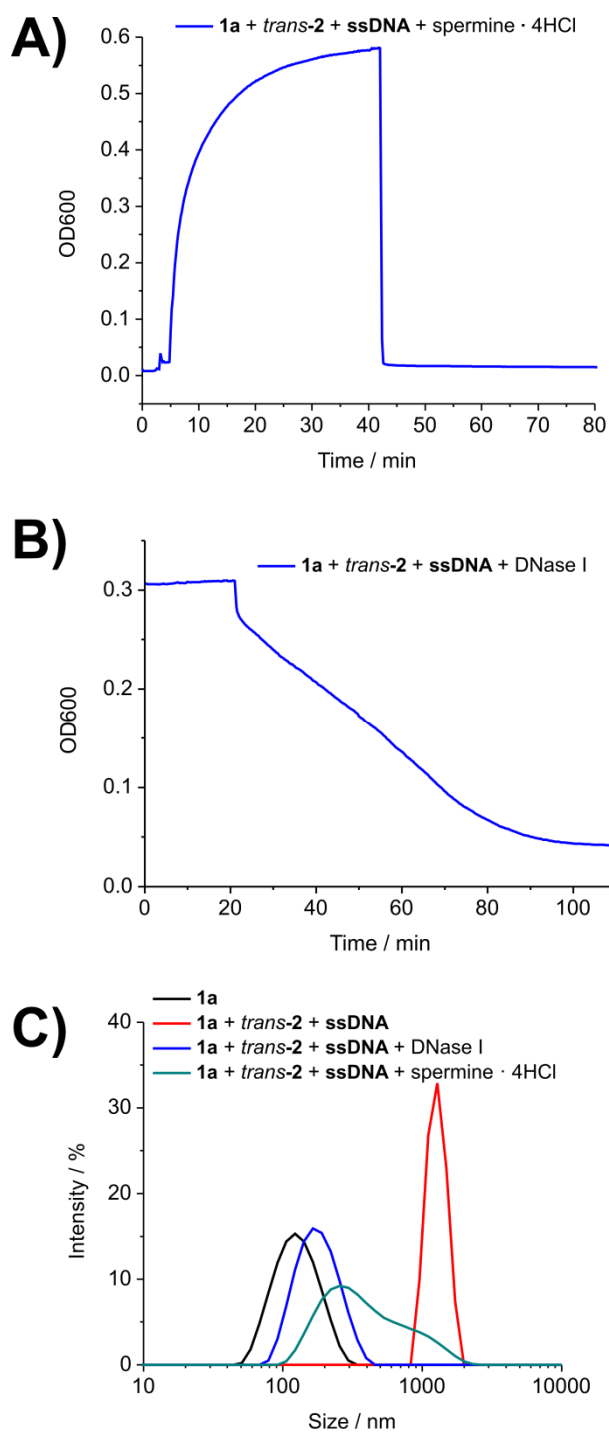 A)
1a + trans-2 + ssDNA + spermine · 4HCl
0.6
0.5
0.4
0.3
0.2
0.1
0.0
OD600
0 10 20 30 40 50 60 70 80
Time / min
B)
1a + trans-2 + ssDNA + DNase I
0.3
0.2
0.1
0.0
OD600
0 20 40 60 80 100
Time / min
C)
1a
1a + trans-2 + ssDNA
1a + trans-2 + ssDNA + DNase I
1a + trans-2 + ssDNA + spermine · 4HCl
40
30
20
10
0
Intensity / %
10 100 1000 10000
Size / nm